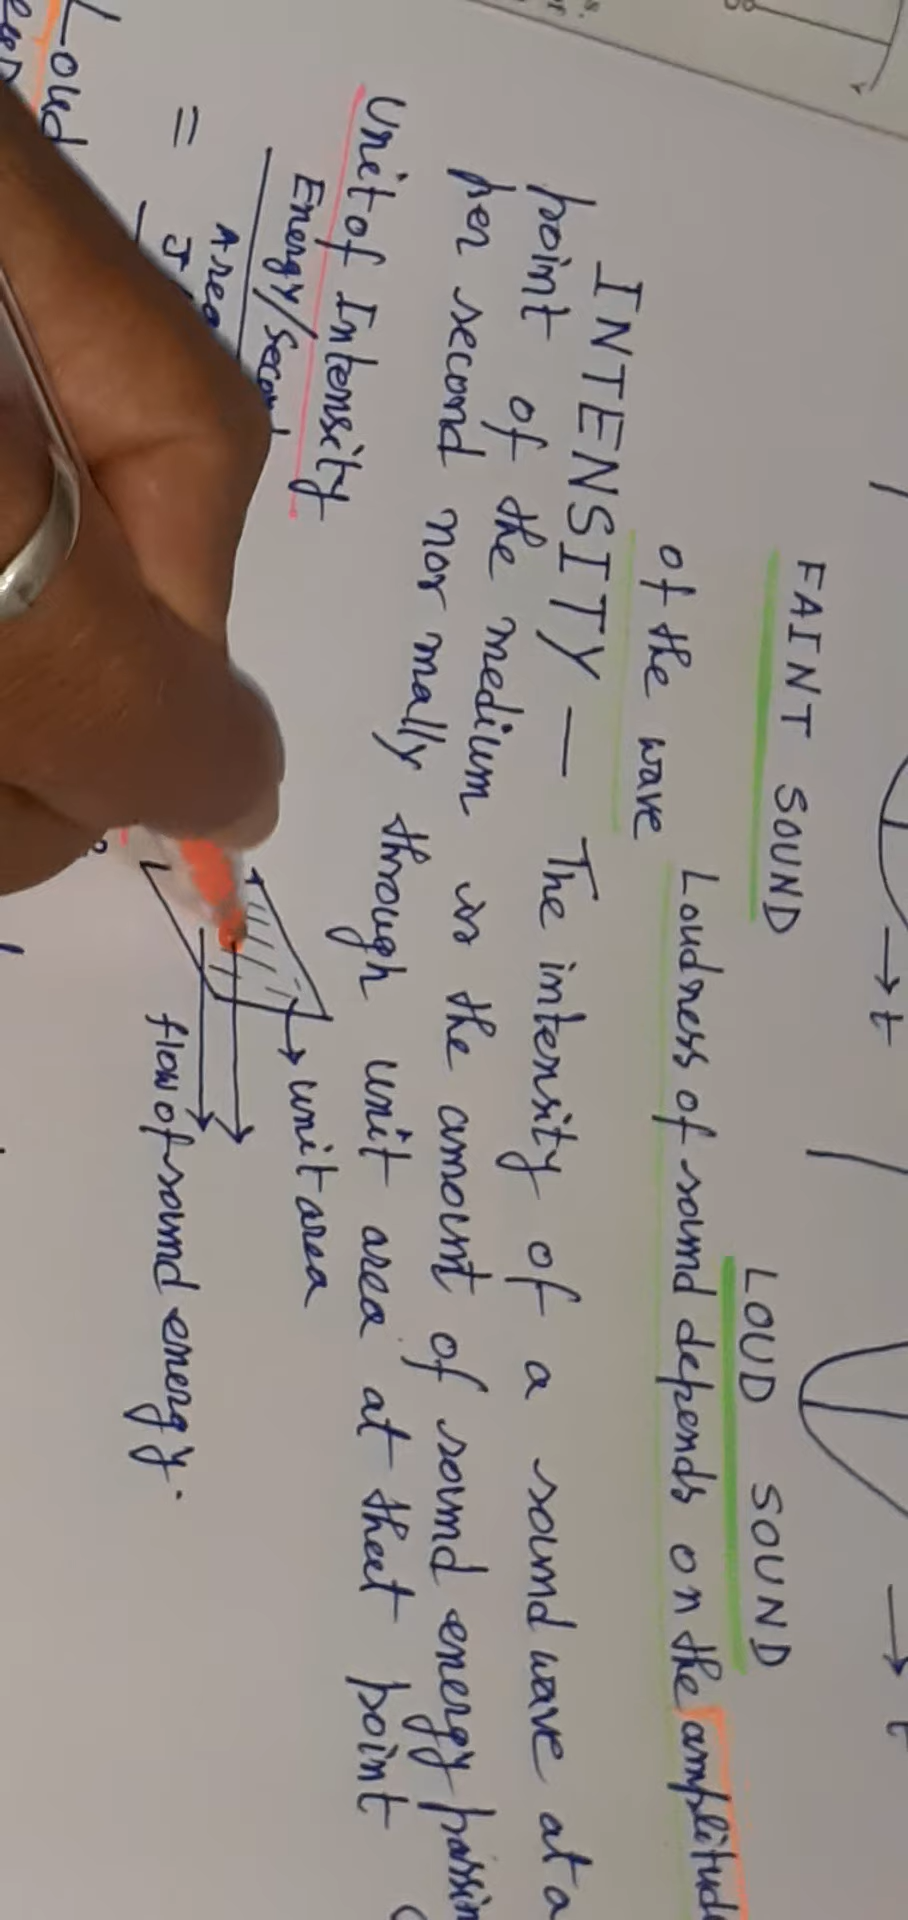 → t
→ t
FAINT SOUND
LOUD SOUND
Loudness of sound depends on the amplitude
of the wave
INTENSITY — The intensity of a sound wave at a
point of the medium is the amount of sound energy passin
per second normally through unit area at that point
Unit of Intensity
Energy/Second
Area
=
J
→ unit area
flow of sound energy.
Loud